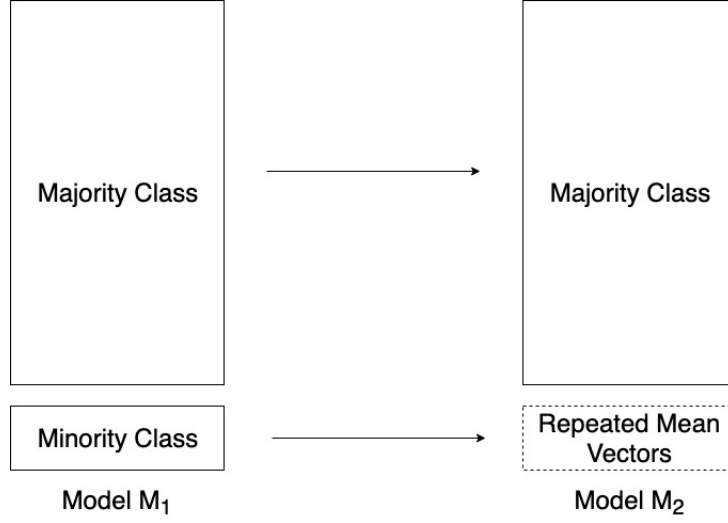 Majority Class
Majority Class
Minority Class
Repeated Mean
Vectors
Model M₁
Model M₂